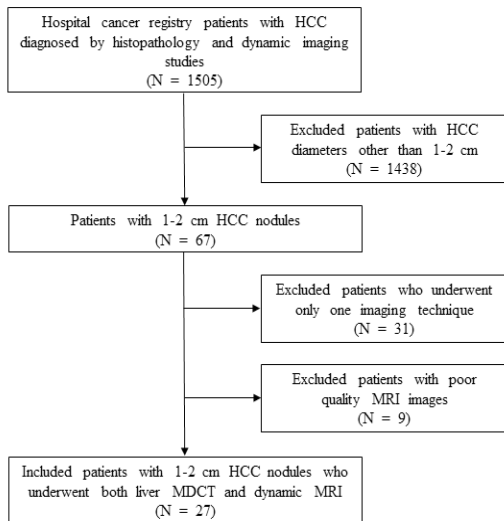 Hospital cancer registry patients with HCC
diagnosed by histopathology and dynamic imaging
studies
(N = 1505)
Excluded patients with HCC
diameters other than 1-2 cm
(N = 1438)
Patients with 1-2 cm HCC nodules
(N = 67)
Excluded patients who underwent
only one imaging technique
(N = 31)
Excluded patients with poor
quality MRI images
(N = 9)
Included patients with 1-2 cm HCC nodules who
underwent both liver MDCT and dynamic MRI
(N = 27)